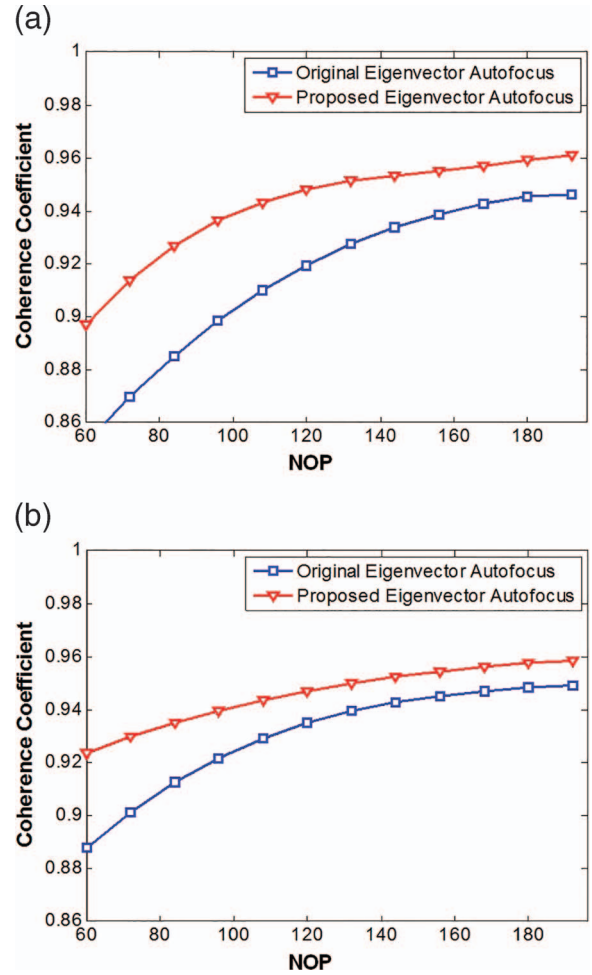 (a)
1
0.98
0.96
0.94
0.92
0.9
0.88
0.86
Coherence Coefficient
Original Eigenvector Autofocus
Proposed Eigenvector Autofocus
60 80 100 120 140 160 180
NOP
(b)
1
0.98
0.96
0.94
0.92
0.9
0.88
0.86
Coherence Coefficient
Original Eigenvector Autofocus
Proposed Eigenvector Autofocus
60 80 100 120 140 160 180
NOP